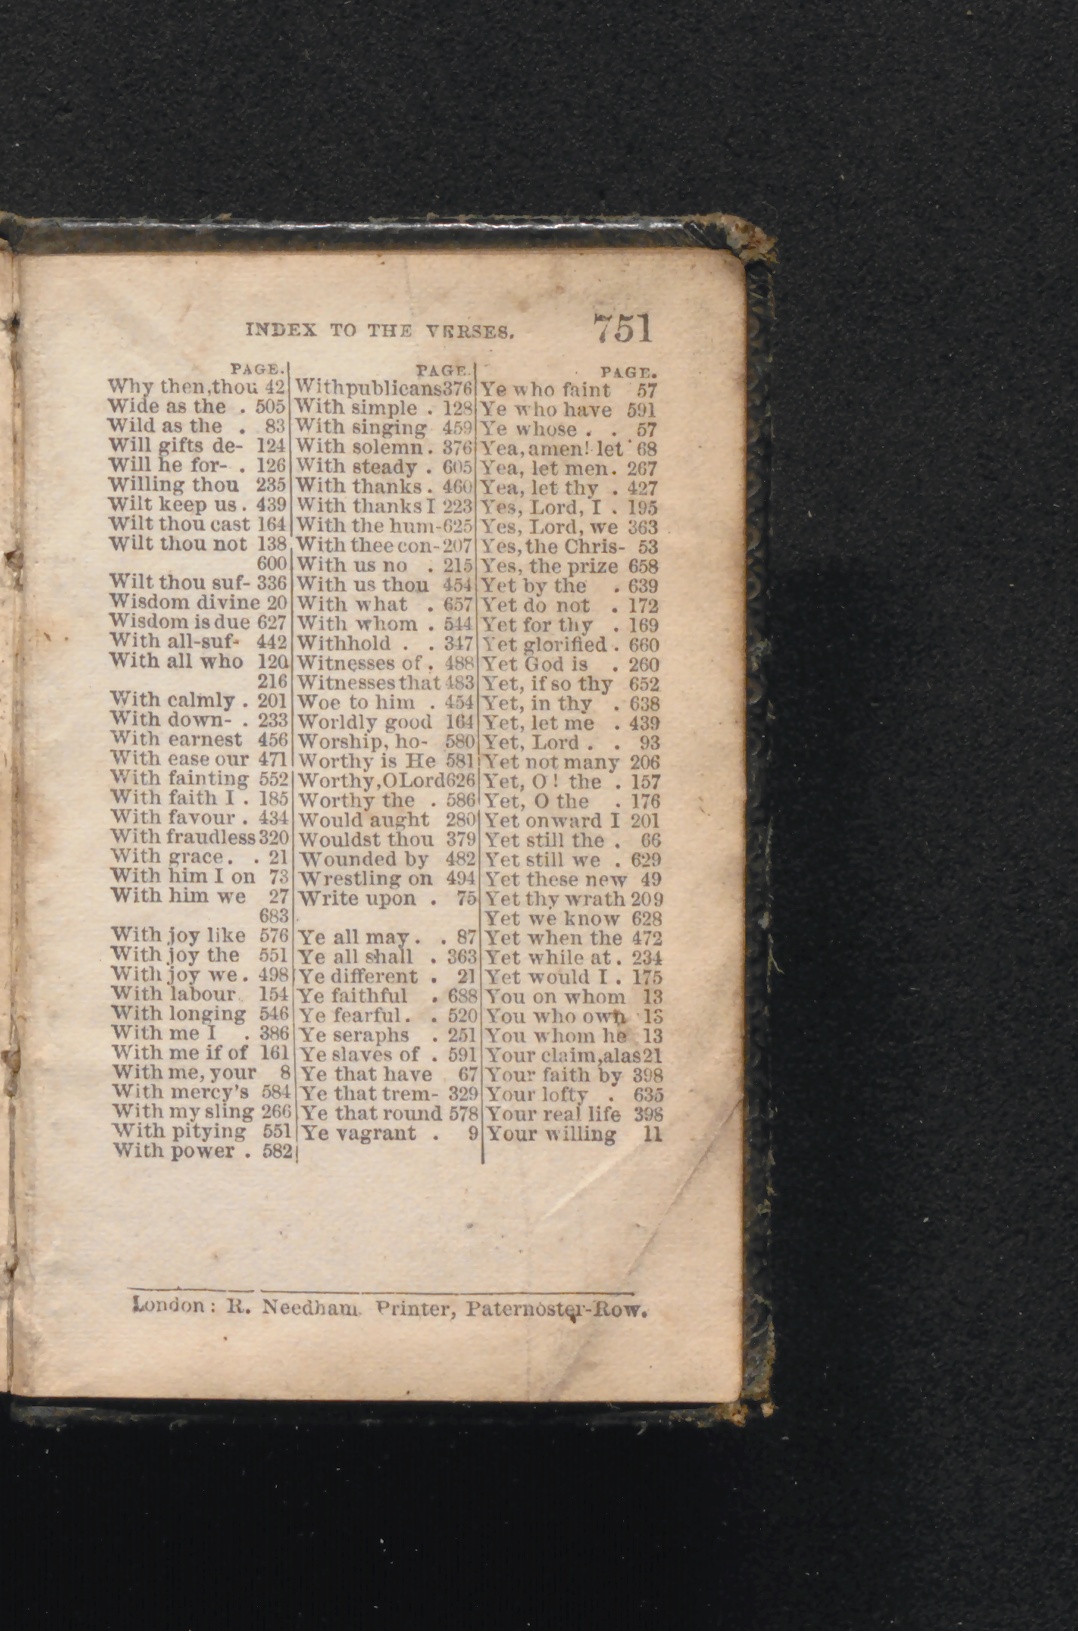 INDEX TO THE VERSES. 751
PAGE.
Why then, thou 42
Wide as the . 505
Wild as the . 83
Will gifts de- 124
Will he for- . 126
Willing thou 235
Wilt keep us . 439
Wilt thou cast 164
Wilt thou not 138
600
Wilt thou suf- 336
Wisdom divine 20
Wisdom is due 627
With all-suf- 442
With all who 120
216
With calmly . 201
With down- . 233
With earnest 456
With ease our 471
With fainting 552
With faith I . 185
With favour . 434
With fraudless 320
With grace . . 21
With him I on 73
With him we 27
683
With joy like 576
With joy the 551
With joy we . 498
With labour 154
With longing 546
With me I . 386
With me if of 161
With me, your 8
With mercy's 584
With my sling 266
With pitying 551
With power . 582
PAGE.
With publicans 376
With simple . 128
With singing 459
With solemn . 376
With steady . 605
With thanks . 460
With thanks I 223
With the hum- 625
With thee con- 207
With us no . 215
With us thou 454
With what . 657
With whom . 544
Withhold . . 347
Witnesses of . 488
Witnesses that 483
Woe to him . 454
Worldly good 164
Worship, ho- 580
Worthy is He 581
Worthy, O Lord 626
Worthy the . 586
Would aught 280
Wouldst thou 379
Wounded by 482
Wrestling on 494
Write upon . 75
Ye all may . . 87
Ye all shall . 363
Ye different . 21
Ye faithful . 688
Ye fearful . . 520
Ye seraphs . 251
Ye slaves of . 591
Ye that have 67
Ye that trem- 329
Ye that round 578
Ye vagrant . 9
PAGE.
Ye who faint 57
Ye who have 591
Ye whose . . 57
Yea, amen! let 68
Yea, let men . 267
Yea, let thy . 427
Yes, Lord, I . 195
Yes, Lord, we 363
Yes, the Chris- 53
Yes, the prize 658
Yet by the . 639
Yet do not . 172
Yet for thy . 169
Yet glorified . 660
Yet God is . 260
Yet, if so thy 652
Yet, in thy . 638
Yet, let me . 439
Yet, Lord . . 93
Yet not many 206
Yet, O! the . 157
Yet, O the . 176
Yet onward I 201
Yet still the . 66
Yet still we . 629
Yet these new 49
Yet thy wrath 209
Yet we know 628
Yet when the 472
Yet while at . 234
Yet would I . 175
You on whom 13
You who own 13
You whom he 13
Your claim, alas 21
Your faith by 398
Your lofty . 635
Your real life 398
Your willing 11
London: R. Needham, Printer, Paternoster-Row.